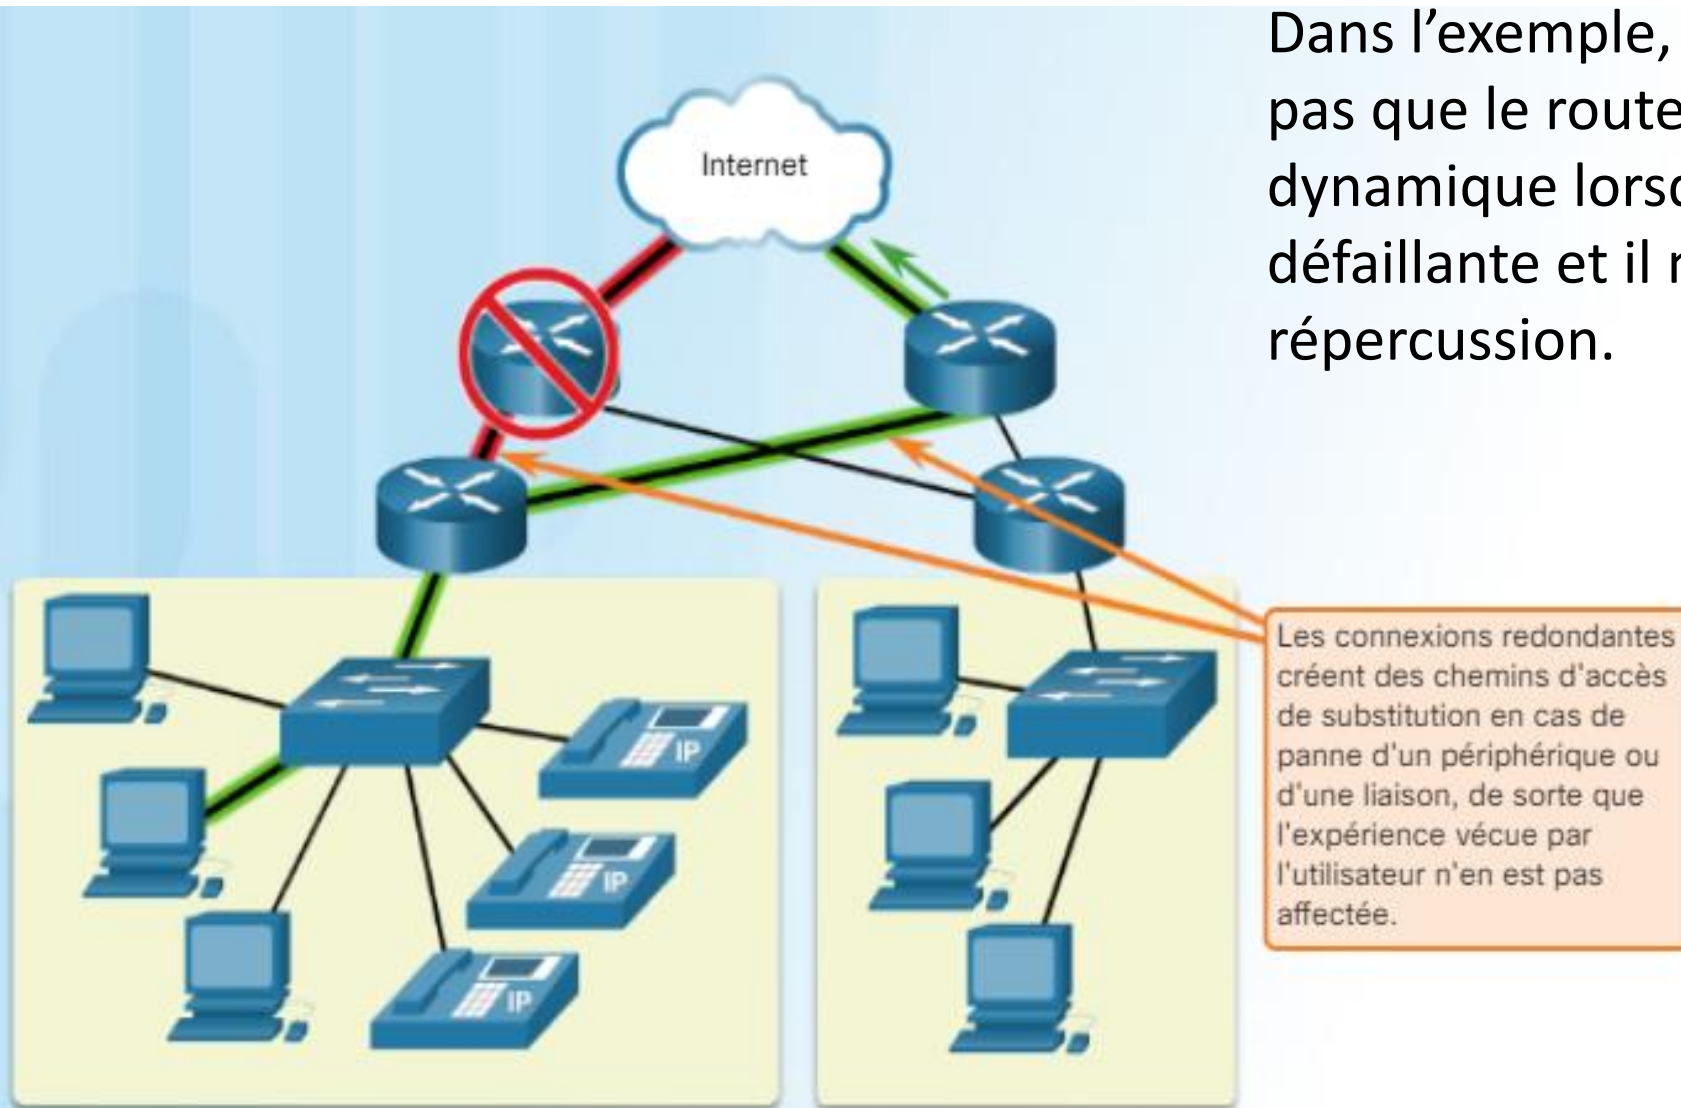 Dans l’exemple,
pas que le route
dynamique lorsq
défaillante et il
répercussion.
Internet
IP
IP
IP
Les connexions redondantes
créent des chemins d'accès
de substitution en cas de
panne d'un périphérique ou
d'une liaison, de sorte que
l'expérience vécue par
l'utilisateur n'en est pas
affectée.